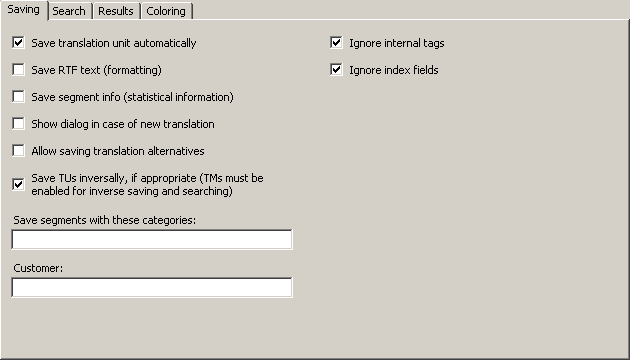 Saving Search Results Coloring
Save translation unit automatically
Save RTF text (formatting)
Save segment info (statistical information)
Show dialog in case of new translation
Allow saving translation alternatives
Save TUs inversally, if appropriate (TMs must be
enabled for inverse saving and searching)
Save segments with these categories:
Customer:
Ignore internal tags
Ignore index fields